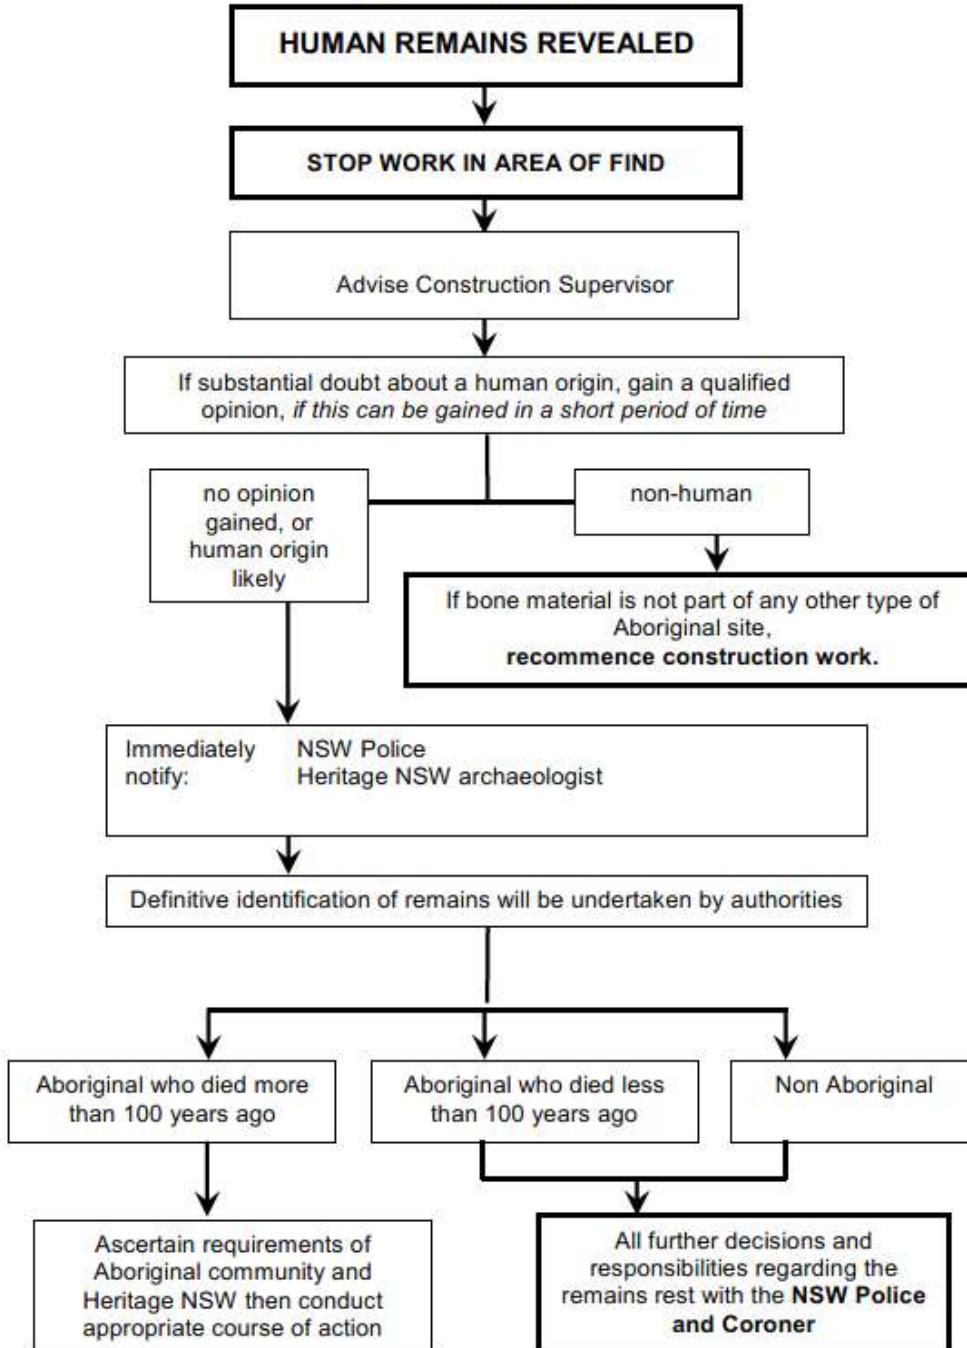 HUMAN REMAINS REVEALED
STOP WORK IN AREA OF FIND
Advise Construction Supervisor
If substantial doubt about a human origin, gain a qualified
opinion, if this can be gained in a short period of time
no opinion
gained, or
human origin
likely
non-human
If bone material is not part of any other type of
Aboriginal site,
recommence construction work.
Immediately NSW Police
notify: Heritage NSW archaeologist
Definitive identification of remains will be undertaken by authorities
Aboriginal who died more
than 100 years ago
Aboriginal who died less
than 100 years ago
Non Aboriginal
Ascertain requirements of
Aboriginal community and
Heritage NSW then conduct
appropriate course of action
All further decisions and
responsibilities regarding the
remains rest with the NSW Police
and Coroner